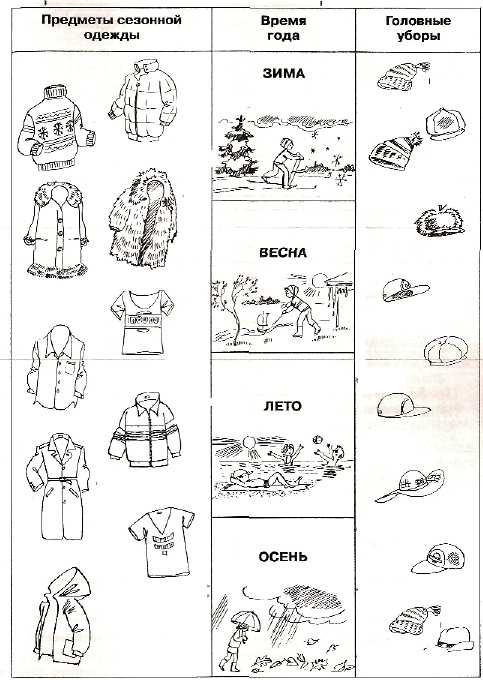 Предметы сезонной
одежды
Время
года
Головные
уборы
ЗИМА
ВЕСНА
ЛЕТО
ОСЕНЬ